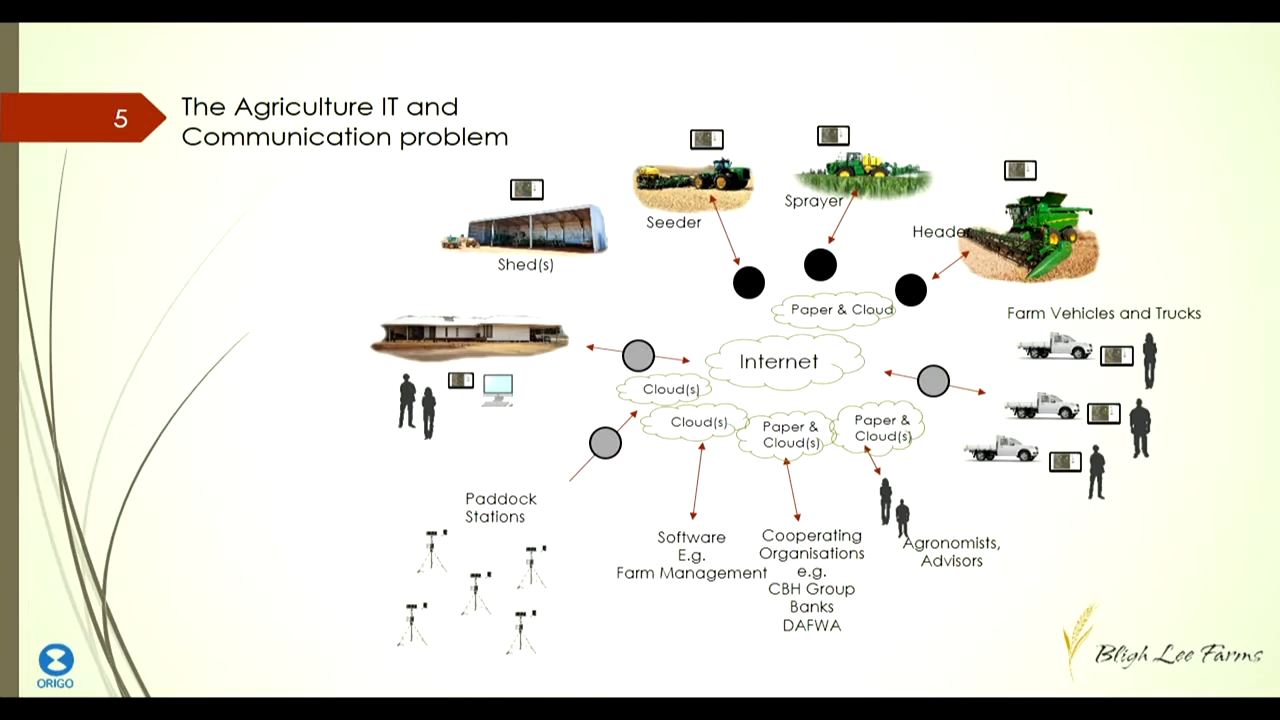 5
The Agriculture IT and
Communication problem
Seeder
Sprayer
Header
Shed(s)
Paper & Cloud
Farm Vehicles and Trucks
Internet
Cloud(s)
Cloud(s)
Paper &
Cloud(s)
Paper &
Cloud(s)
Paddock
Stations
Software
E.g.
Farm Management
Cooperating
Organisations
e.g.
CBH Group
Banks
DAFWA
Agronomists,
Advisors
ORIGO
Bligh Lee Farms